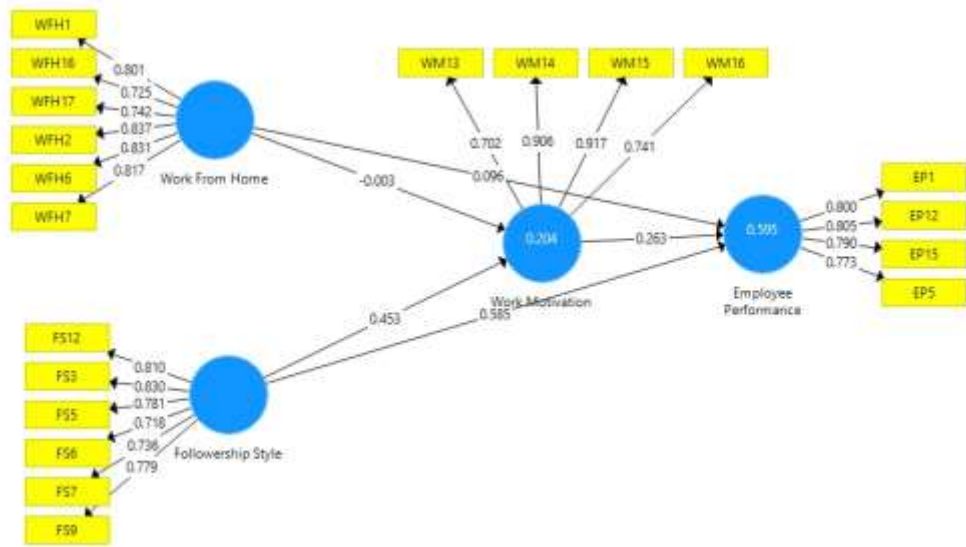 WFH1
WFH16
WFH17
WFH2
WFH6
WFH7
0.801
0.725
0.742
0.837
0.831
0.817
Work From Home
WM13
WM14
WM15
WM16
0.702
0.906
0.917
0.741
-0.003
0.096
0.204
Work Motivation
0.263
0.595
Employee
Performance
EP1
EP12
EP15
EP5
0.800
0.805
0.790
0.773
0.453
0.585
FS12
FS3
FS5
FS6
FS7
FS9
0.810
0.830
0.781
0.718
0.736
0.779
Followership Style